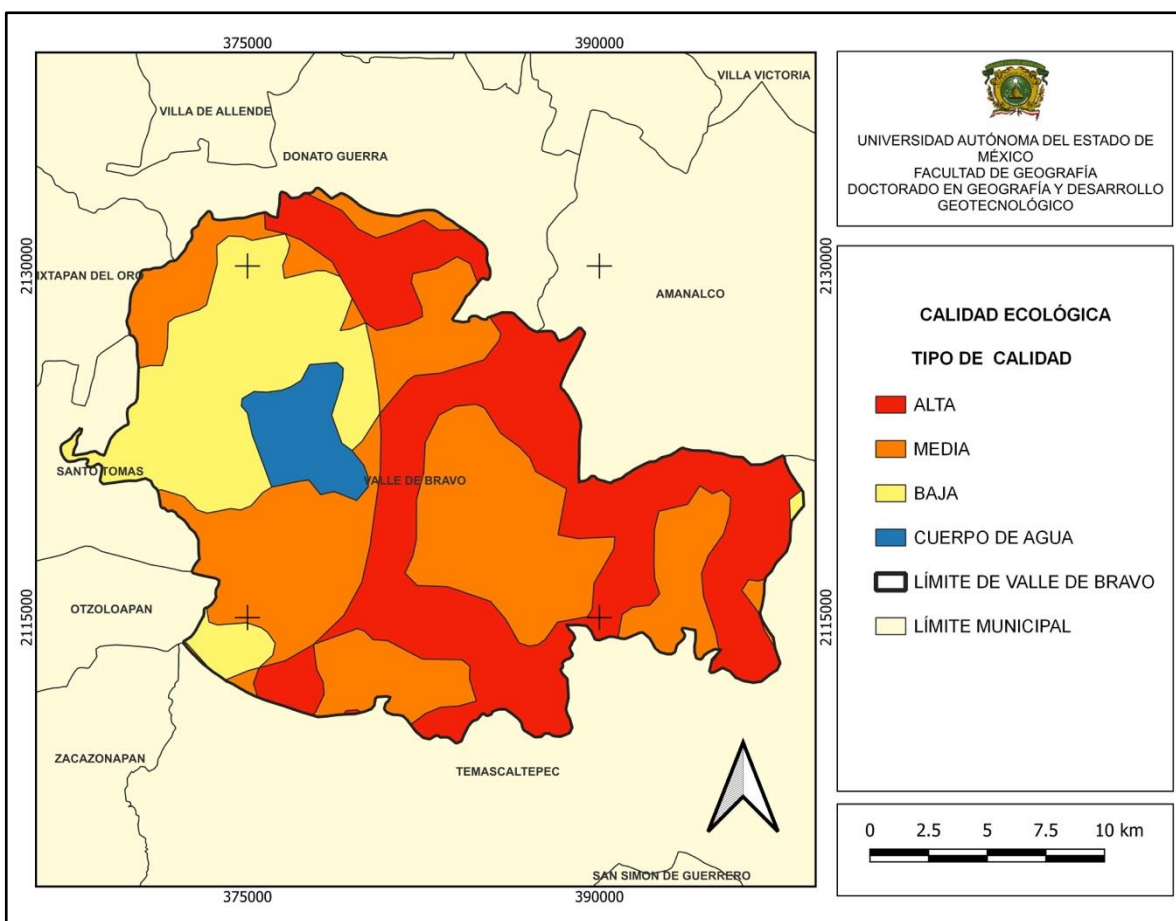 375000
390000
VILLA VICTORIA
VILLA DE ALLENDE
DONATO GUERRA
2130000
IXTAPAN DEL ORO
AMANALCO
2130000
SANTO TOMAS
VALLE DE BRAVO
2115000
OTZOLOAPAN
2115000
ZACAZONAPAN
TEMASCALTEPEC
SAN SIMON DE GUERRERO
375000
390000
UNIVERSIDAD AUTÓNOMA DEL ESTADO DE
MÉXICO
FACULTAD DE GEOGRAFÍA
DOCTORADO EN GEOGRAFÍA Y DESARROLLO
GEOTECNOLÓGICO
CALIDAD ECOLÓGICA
TIPO DE CALIDAD
ALTA
MEDIA
BAJA
CUERPO DE AGUA
LÍMITE DE VALLE DE BRAVO
LÍMITE MUNICIPAL
0 2.5 5 7.5 10 km